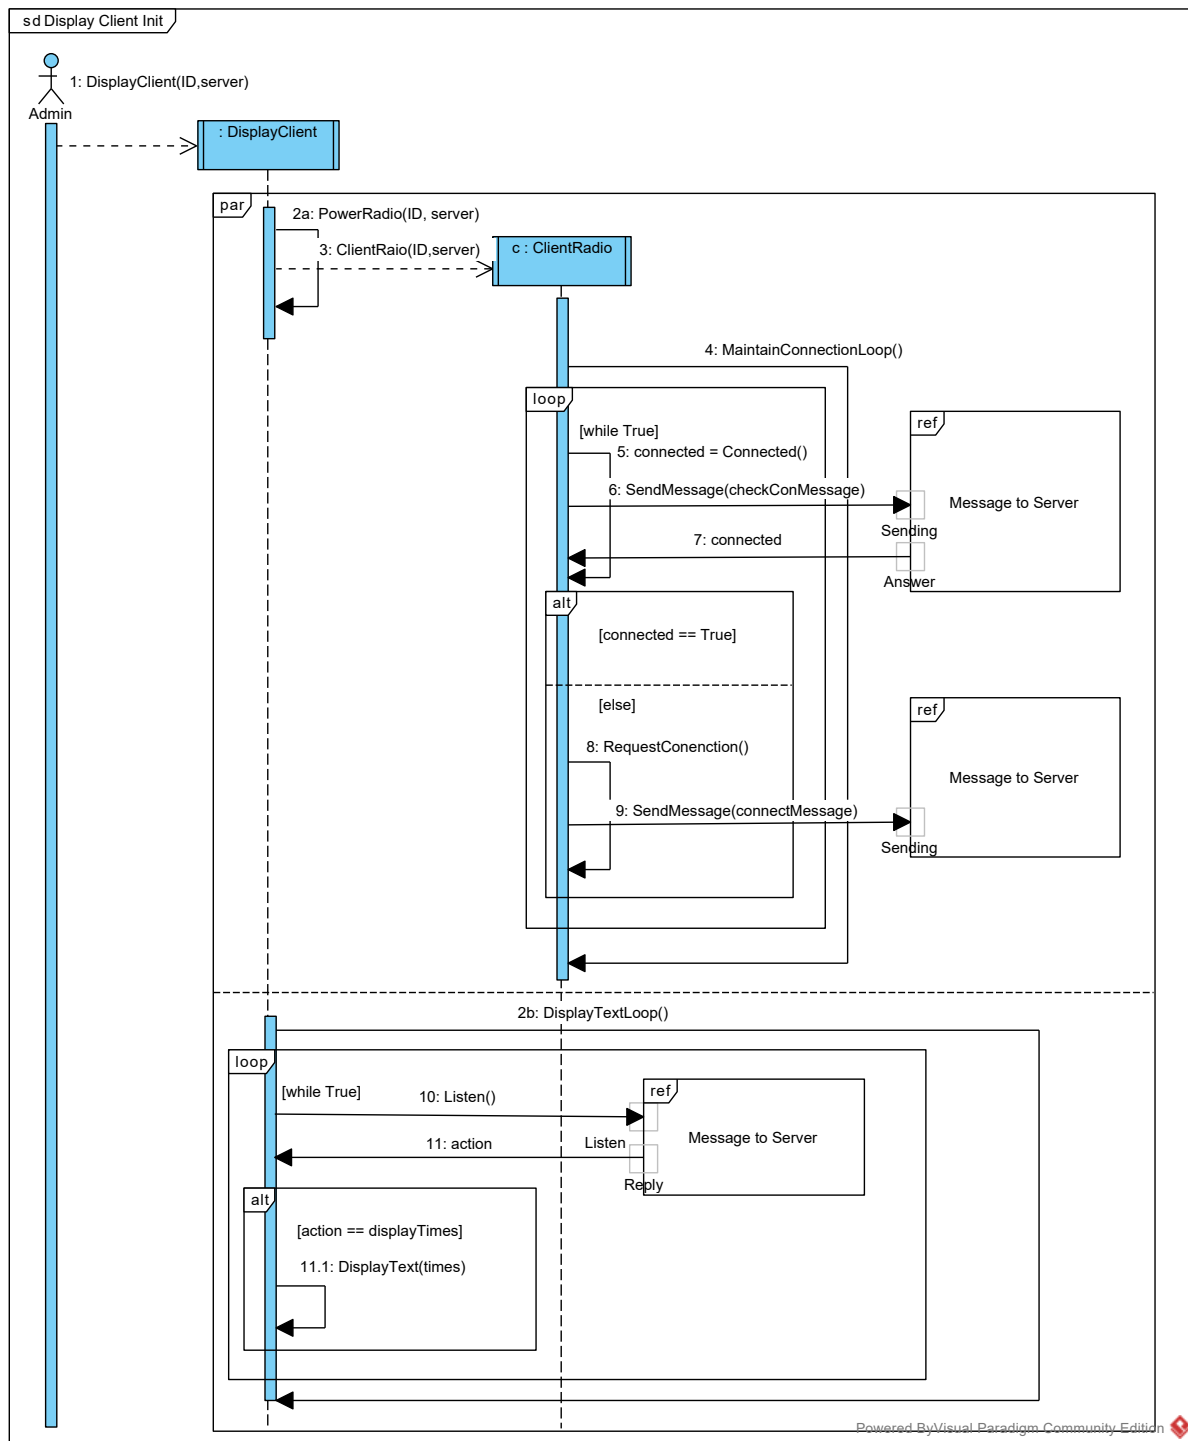 sd Display Client Init
1: DisplayClient(ID,server)
Admin
: DisplayClient
par
2a: PowerRadio(ID, server)
3: ClientRaio(ID,server)
c : ClientRadio
4: MaintainConnectionLoop()
loop
[while True]
5: connected = Connected()
ref
6: SendMessage(checkConMessage)
Message to Server
Sending
7: connected
Answer
alt
[connected == True]
[else]
ref
8: RequestConenction()
Message to Server
9: SendMessage(connectMessage)
Sending
2b: DisplayTextLoop()
loop
[while True]
10: Listen()
ref
Message to Server
Listen
11: action
Reply
alt
[action == displayTimes]
11.1: DisplayText(times)
Powered ByVisual Paradigm Community Edition